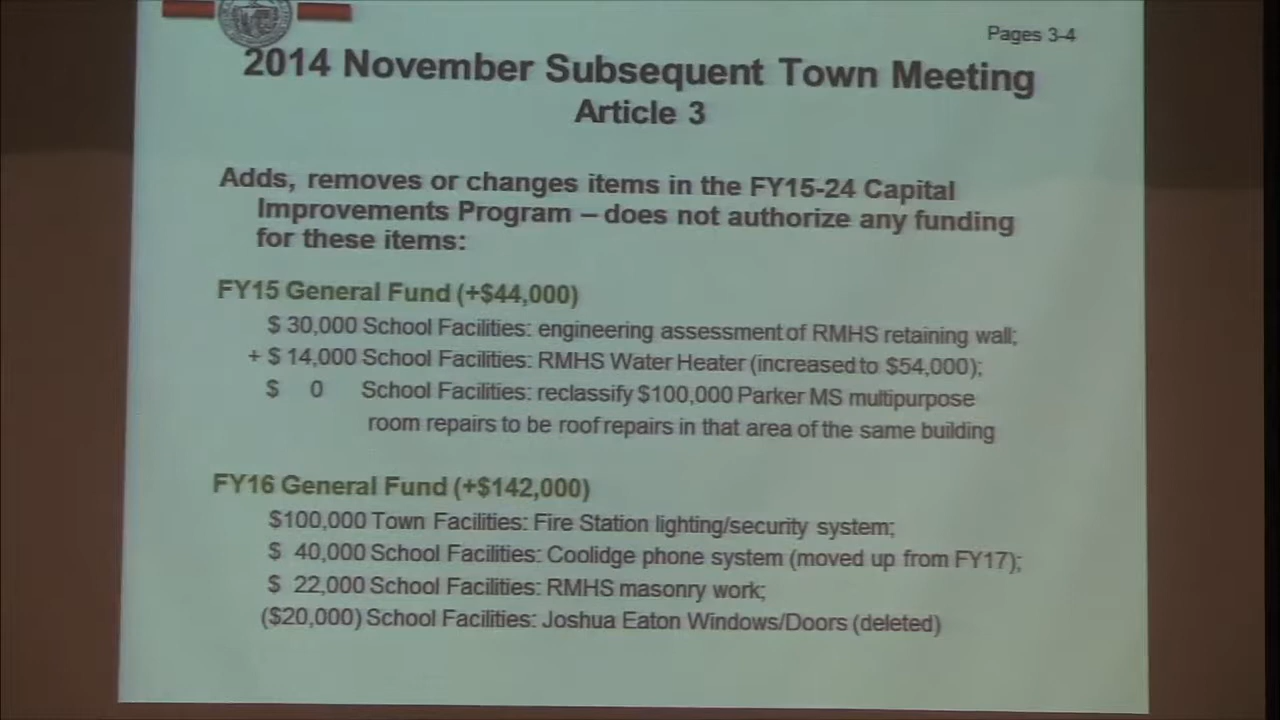 Pages 3-4
2014 November Subsequent Town Meeting
Article 3
Adds, removes or changes items in the FY15-24 Capital
Improvements Program – does not authorize any funding
for these items:
FY15 General Fund (+$44,000)
$ 30,000 School Facilities: engineering assessment of RMHS retaining wall;
+ $ 14,000 School Facilities: RMHS Water Heater (increased to $54,000);
$ 0 School Facilities: reclassify $100,000 Parker MS multipurpose
room repairs to be roof repairs in that area of the same building
FY16 General Fund (+$142,000)
$100,000 Town Facilities: Fire Station lighting/security system;
$ 40,000 School Facilities: Coolidge phone system (moved up from FY17);
$ 22,000 School Facilities: RMHS masonry work;
($20,000) School Facilities: Joshua Eaton Windows/Doors (deleted)